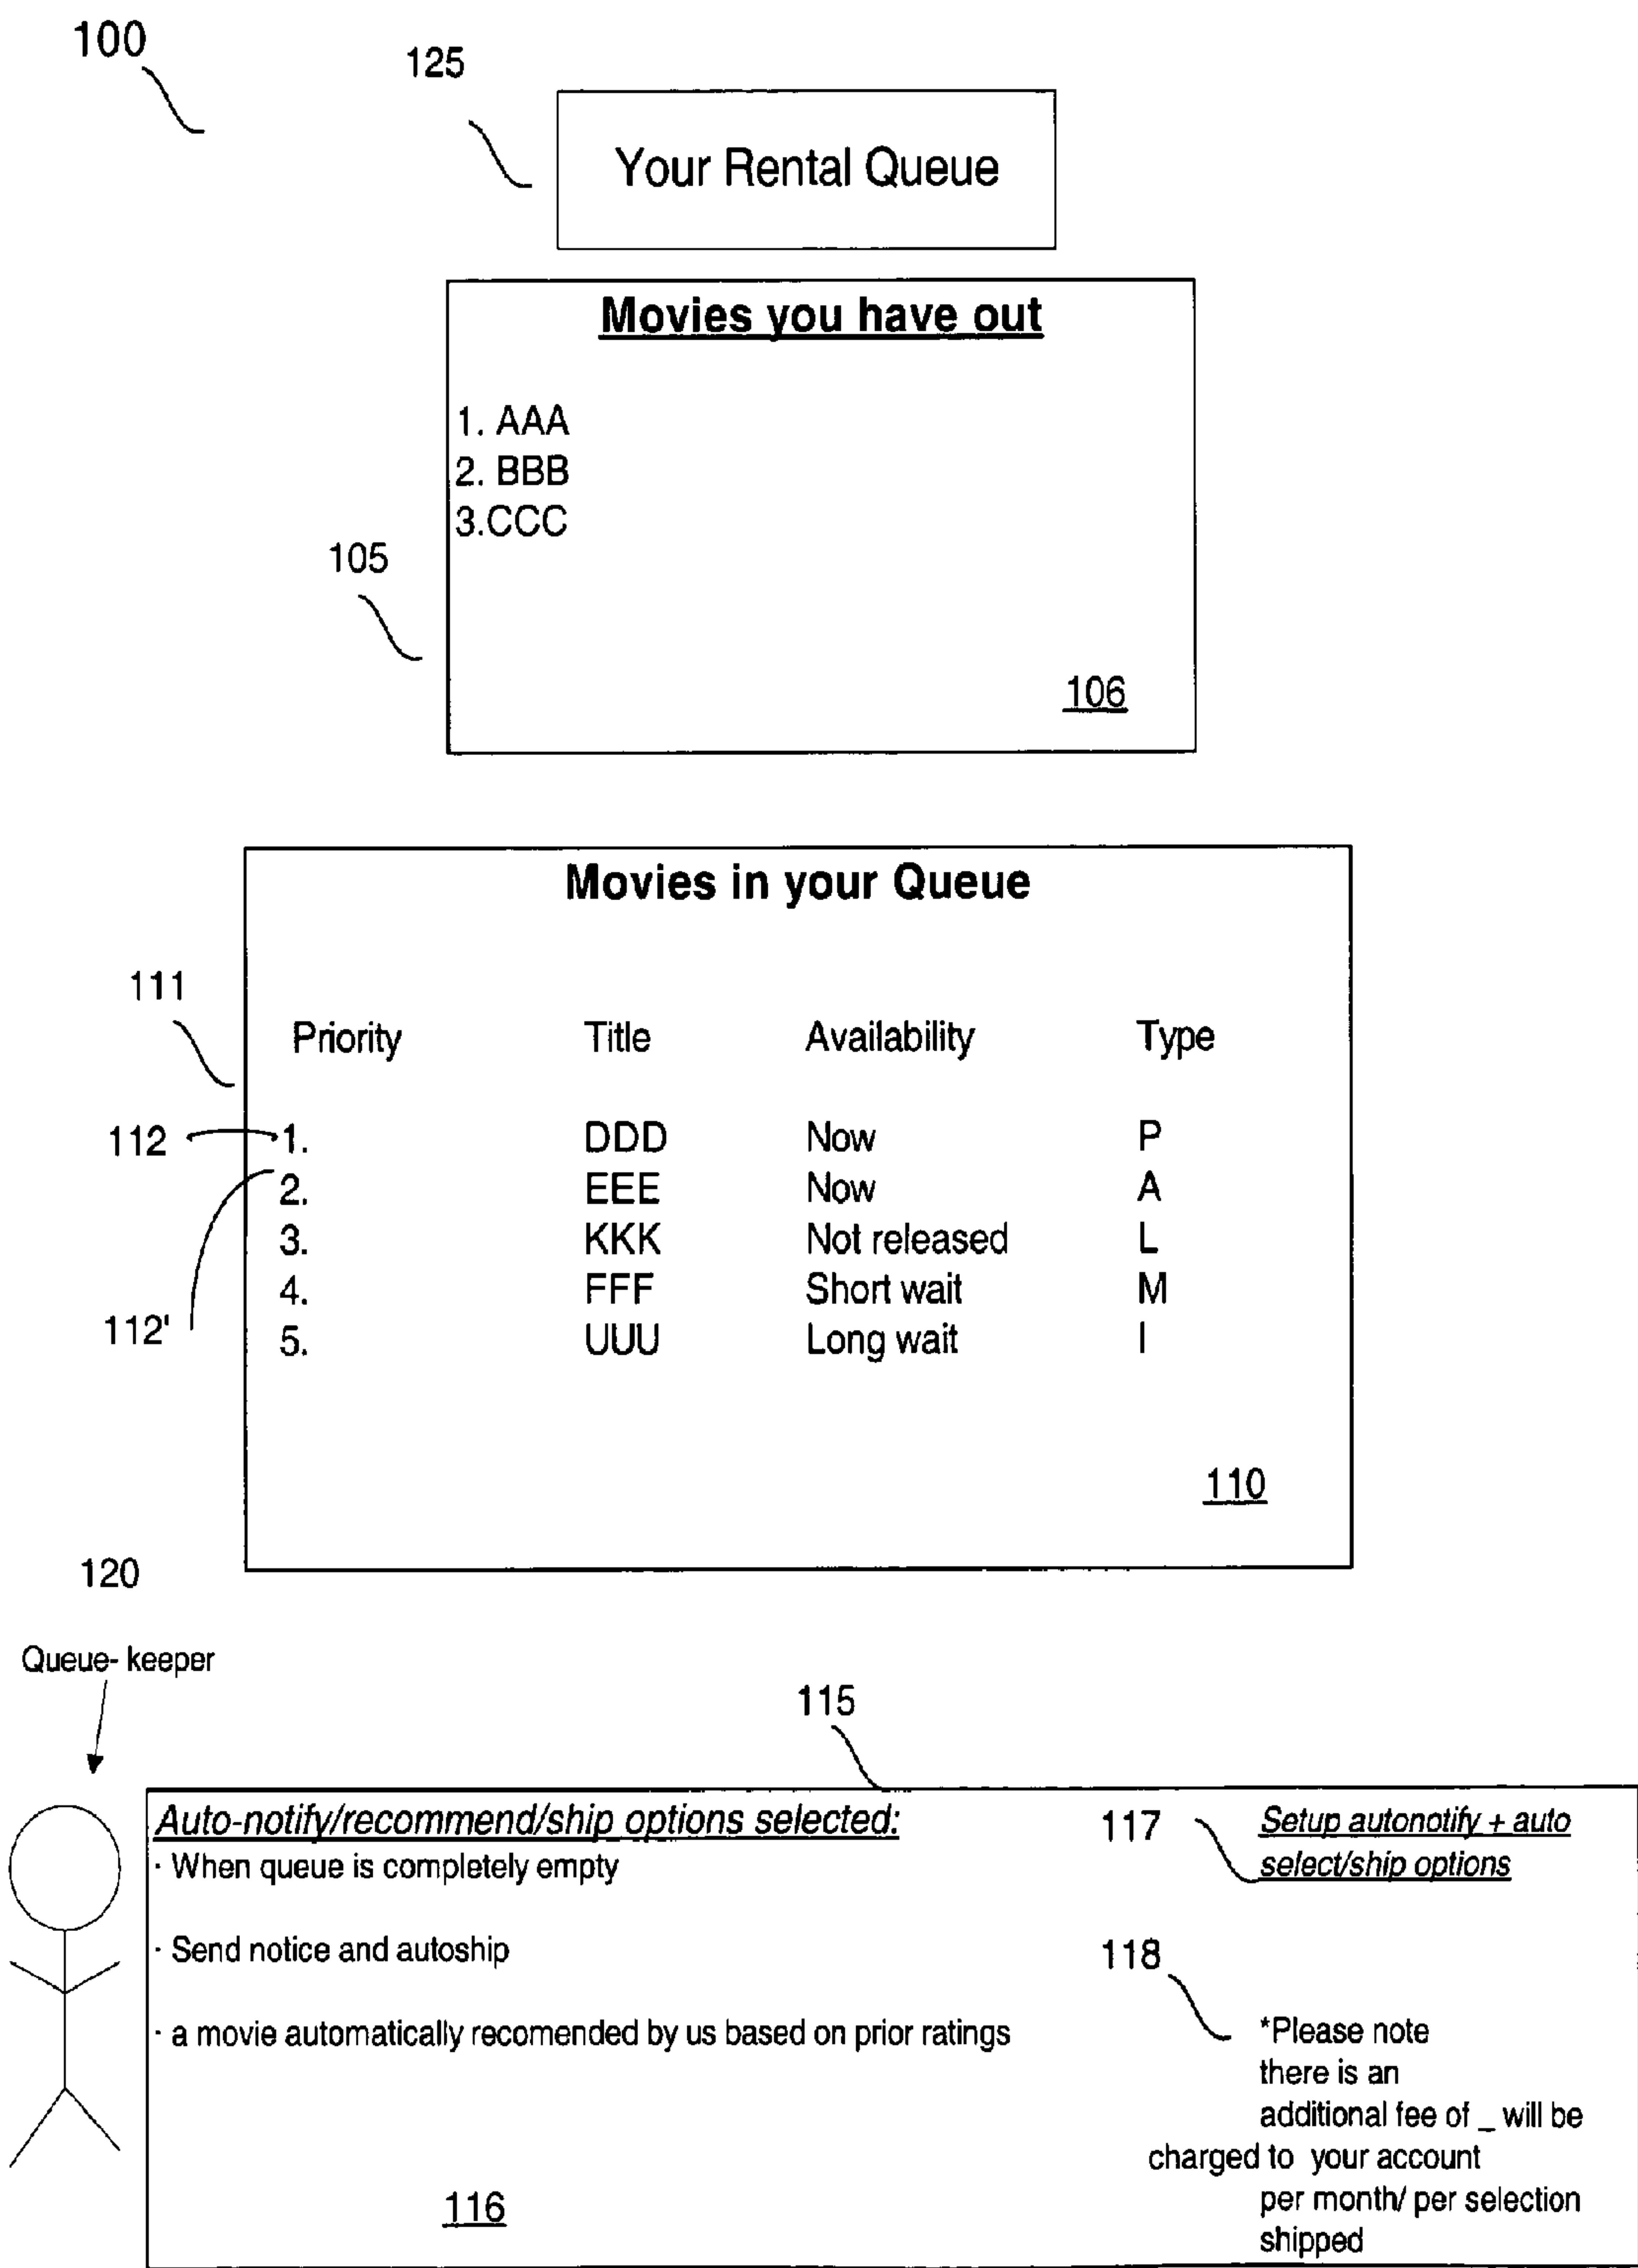 100
125
Your Rental Queue
Movies you have out
1. AAA
2. BBB
3.CCC
105
106
Movies in your Queue
111
Priority Title Availability Type
112 1. DDD Now P
2. EEE Now A
3. KKK Not released L
4. FFF Short wait M
112' 5. UUU Long wait I
110
120
Queue- keeper
115
Auto-notify/recommend/ship options selected:
· When queue is completely empty
· Send notice and autoship
· a movie automatically recomended by us based on prior ratings
116
117
Setup autonotify + auto
select/ship options
118
*Please note
there is an
additional fee of _ will be
charged to your account
per month/ per selection
shipped